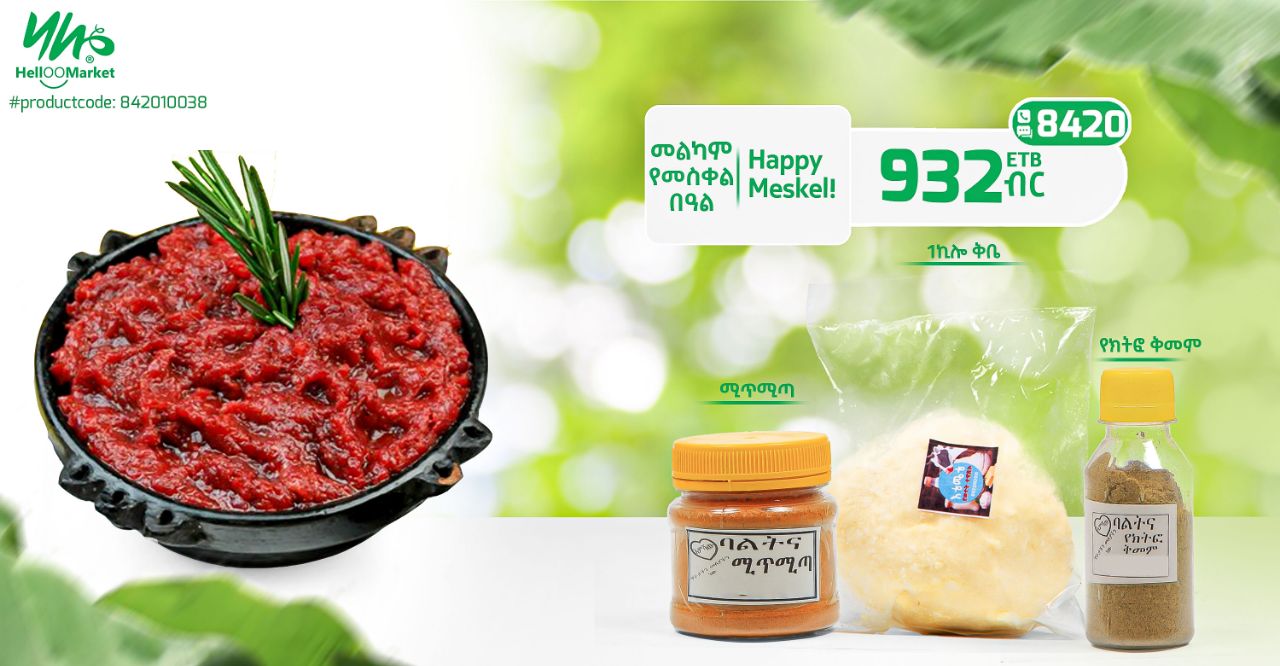 HellOOMarket
#productcode: 842010038
መልካም
የመስቀል
በዓል
Happy
Meskel!
8420
932 ETB
ብር
1ኪሎ ቅቤ
የክትፎ ቅመም
ሚጥሚጣ
ባልትና
ሚጥሚጣ
ባልትና
የክትፎ
ቅመም